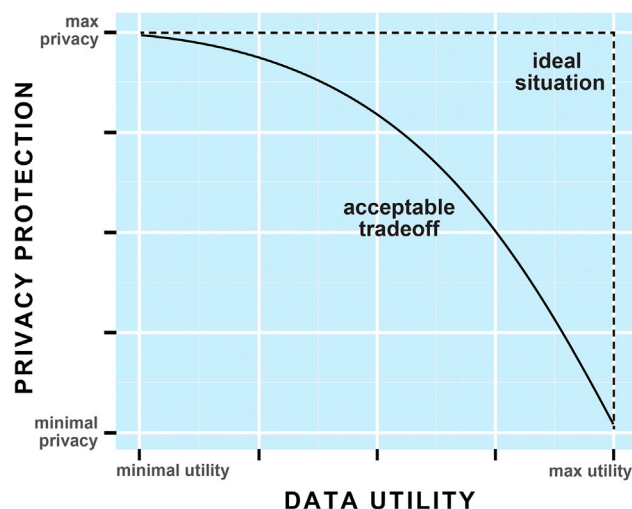 max
privacy
ideal
situation
PRIVACY PROTECTION
acceptable
tradeoff
minimal
privacy
minimal utility
max utility
DATA UTILITY